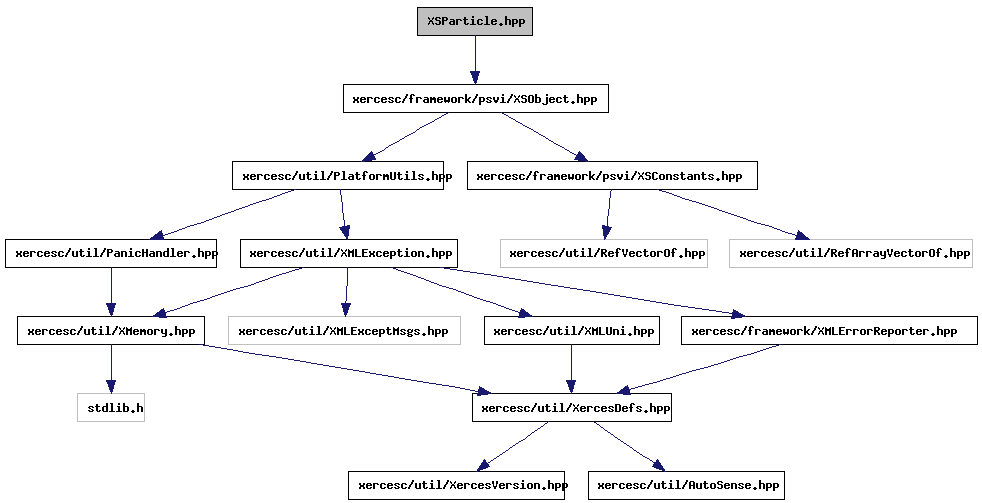 XSParticle.hpp
xercesc/framework/psvi/XSObject.hpp
xercesc/util/PlatformUtils.hpp
xercesc/framework/psvi/XSConstants.hpp
xercesc/util/PanicHandler.hpp
xercesc/util/XMLException.hpp
xercesc/util/RefVectorOf.hpp
xercesc/util/RefArrayVectorOf.hpp
xercesc/util/XMemory.hpp
xercesc/util/XMLExceptMsgs.hpp
xercesc/util/XMLUni.hpp
xercesc/framework/XMLErrorReporter.hpp
stdlib.h
xercesc/util/XercesDefs.hpp
xercesc/util/XercesVersion.hpp
xercesc/util/AutoSense.hpp